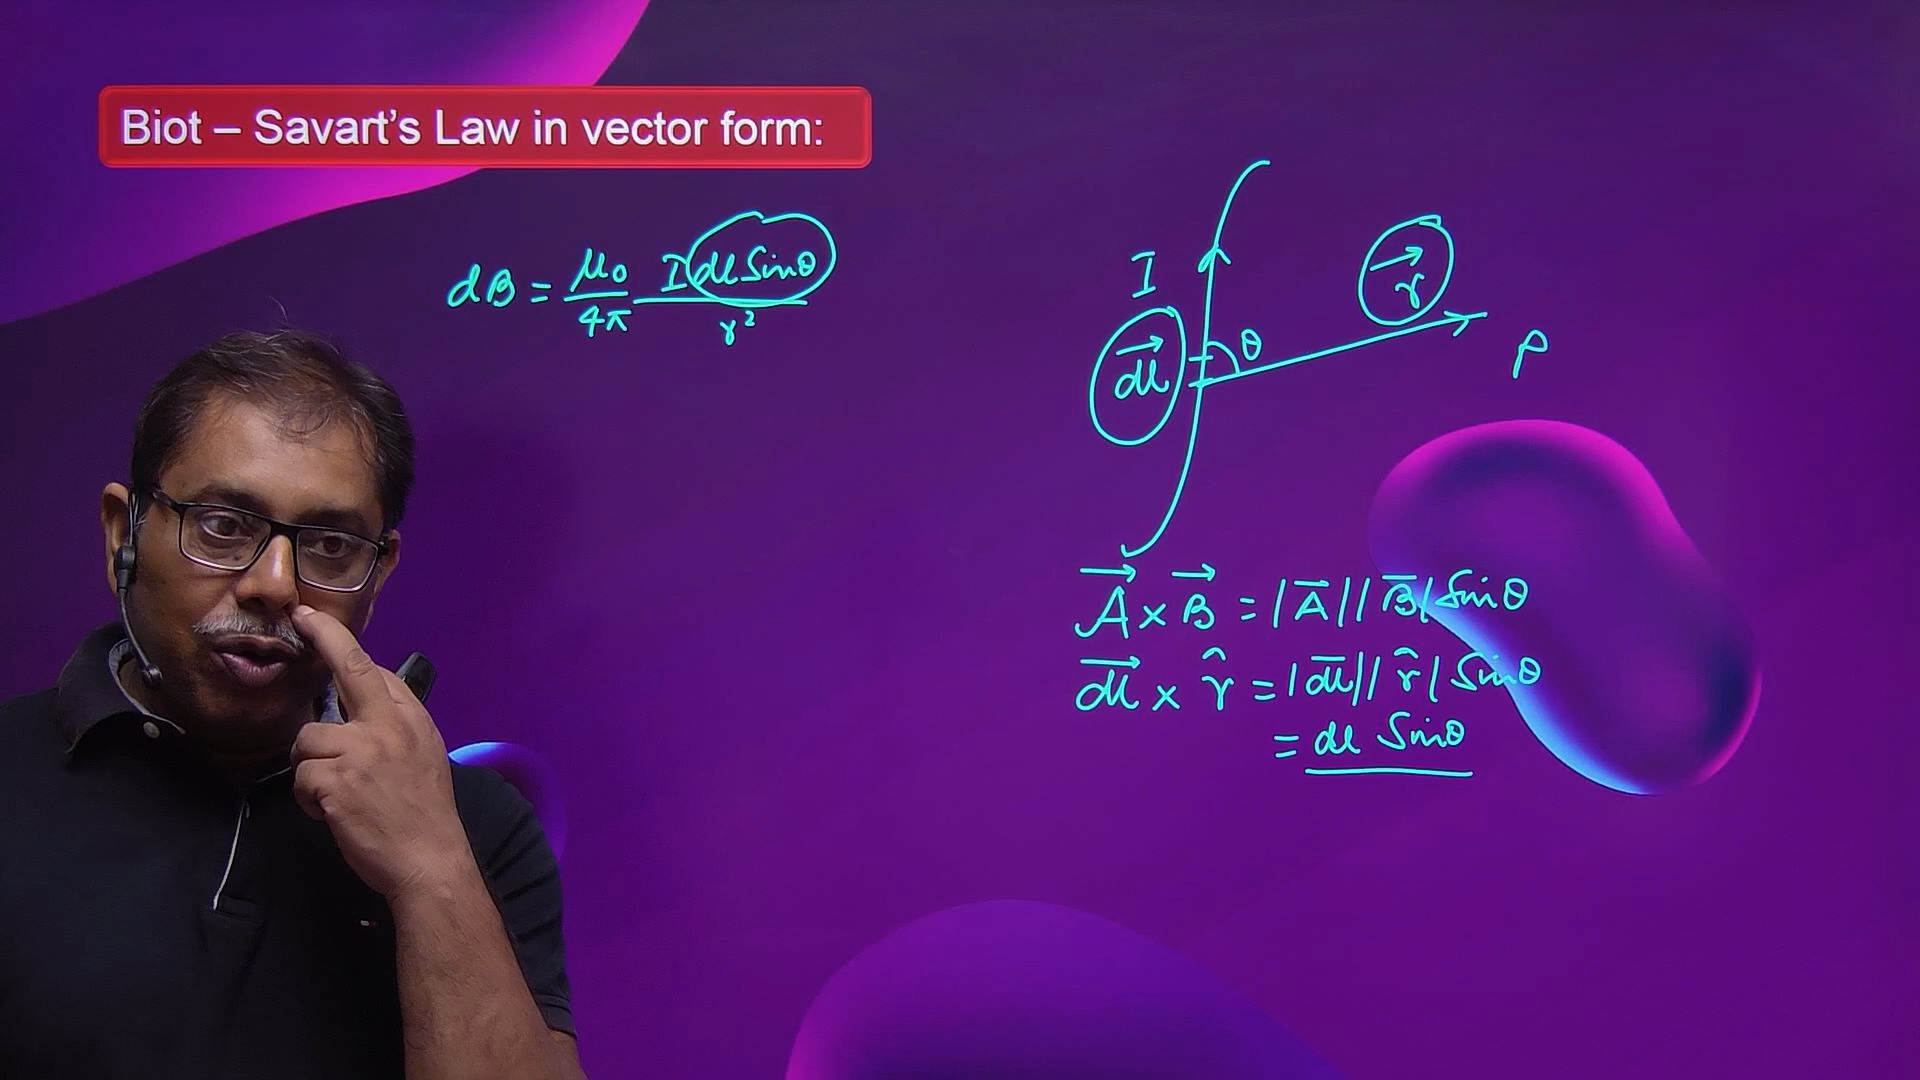 Biot – Savart’s Law in vector form:
dB = μ₀/4π I dl Sinθ/r²
I
r⃗
dl⃗
θ
P
A⃗ × B⃗ = |A̅||B̅| Sinθ
dl⃗ × r̂ = |dl̅||r̂| Sinθ
= dl Sinθ